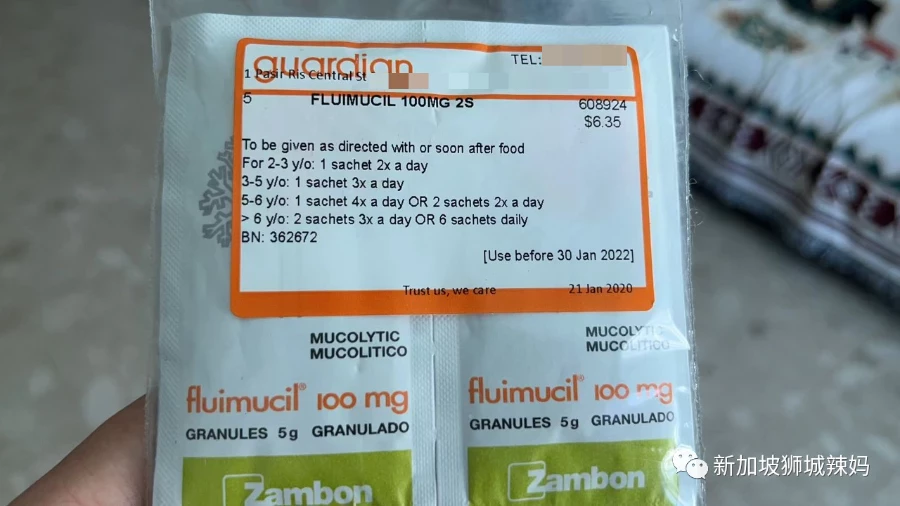 guardian
TEL:
1 Pasir Ris Central St
5 FLUIMUCIL 100MG 2S 608924
$6.35
To be given as directed with or soon after food
For 2-3 y/o: 1 sachet 2x a day
3-5 y/o: 1 sachet 3x a day
5-6 y/o: 1 sachet 4x a day OR 2 sachets 2x a day
> 6 y/o: 2 sachets 3x a day OR 6 sachets daily
BN: 362672
[Use before 30 Jan 2022]
Trust us, we care 21 Jan 2020
MUCOLYTIC
MUCOLITICO
fluimucil® 100 mg
GRANULES 5g GRANULADO
Zambon
MUCOLYTIC
MUCOLITICO
fluimucil® 100 mg
GRANULES 5g GRANULADO
Zambon
新加坡狮城辣妈